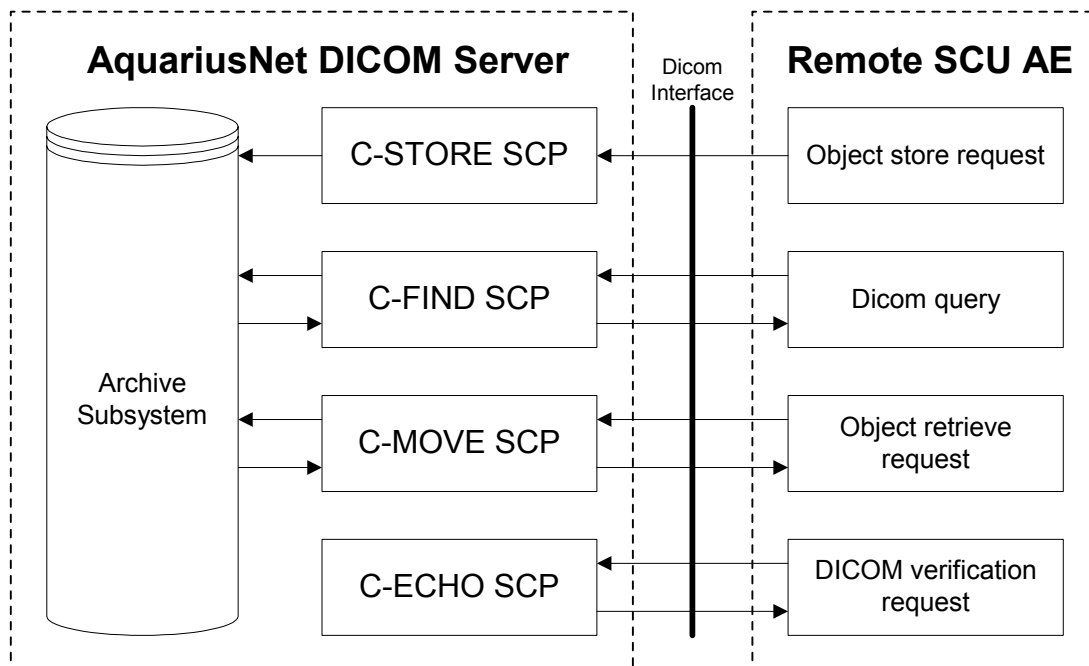 AquariusNet DICOM Server
Dicom
Interface
Remote SCU AE
C-STORE SCP
Object store request
C-FIND SCP
Dicom query
Archive
Subsystem
C-MOVE SCP
Object retrieve
request
C-ECHO SCP
DICOM verification
request